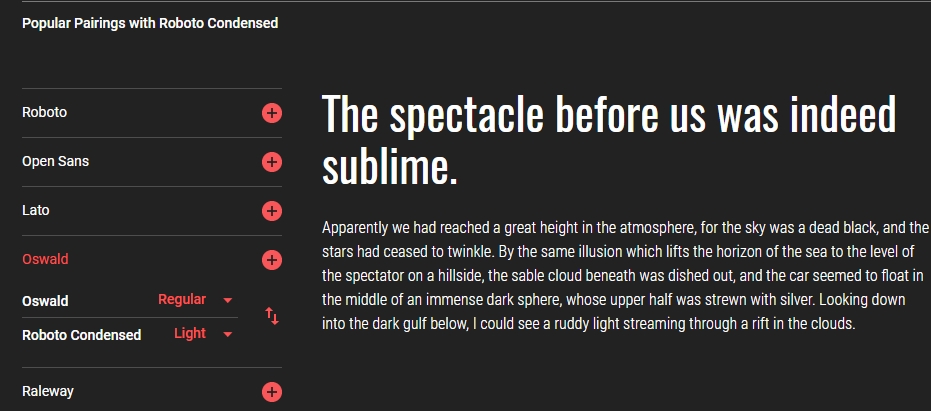 Popular Pairings with Roboto Condensed
Roboto
Open Sans
Lato
Oswald
Oswald Regular
Roboto Condensed Light
Raleway
The spectacle before us was indeed
sublime.
Apparently we had reached a great height in the atmosphere, for the sky was a dead black, and the
stars had ceased to twinkle. By the same illusion which lifts the horizon of the sea to the level of
the spectator on a hillside, the sable cloud beneath was dished out, and the car seemed to float in
the middle of an immense dark sphere, whose upper half was strewn with silver. Looking down
into the dark gulf below, I could see a ruddy light streaming through a rift in the clouds.